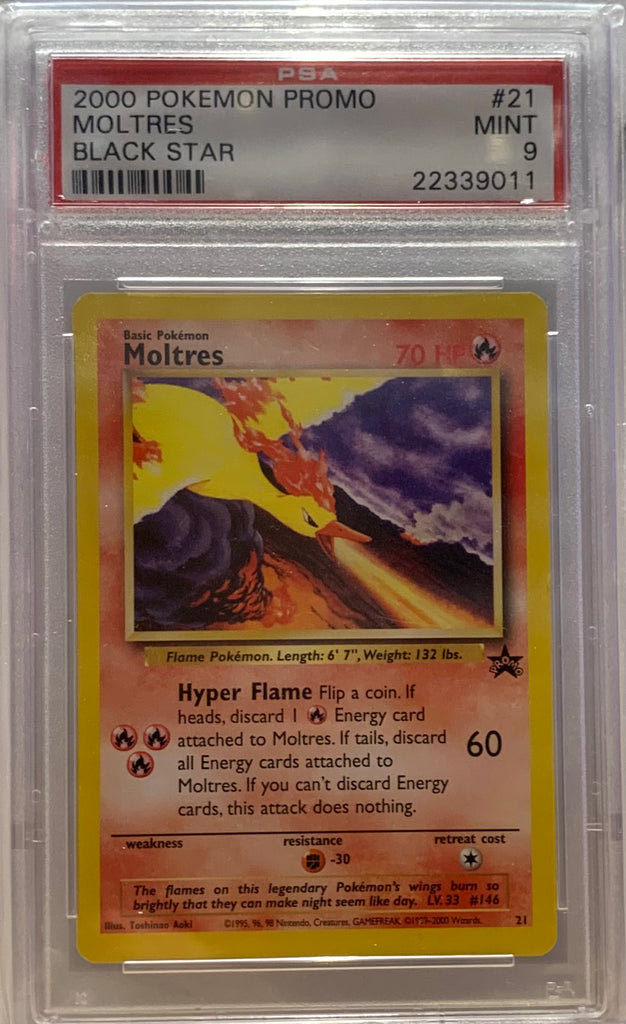 PSA
2000 POKEMON PROMO #21
MOLTRES MINT
BLACK STAR 9
22339011
Basic Pokémon
Moltres 70 HP
Flame Pokémon. Length: 6' 7", Weight: 132 lbs.
PROMO
Hyper Flame Flip a coin. If
heads, discard 1 Energy card
attached to Moltres. If tails, discard
all Energy cards attached to
Moltres. If you can't discard Energy
cards, this attack does nothing.
60
weakness resistance retreat cost
-30
The flames on this legendary Pokémon's wings burn so
brightly that they can make night seem like day. LV. 33 #146
Illus. Toshinao Aoki ©1995, 96, 98 Nintendo, Creatures, GAMEFREAK. ©1999-2000 Wizards. 21